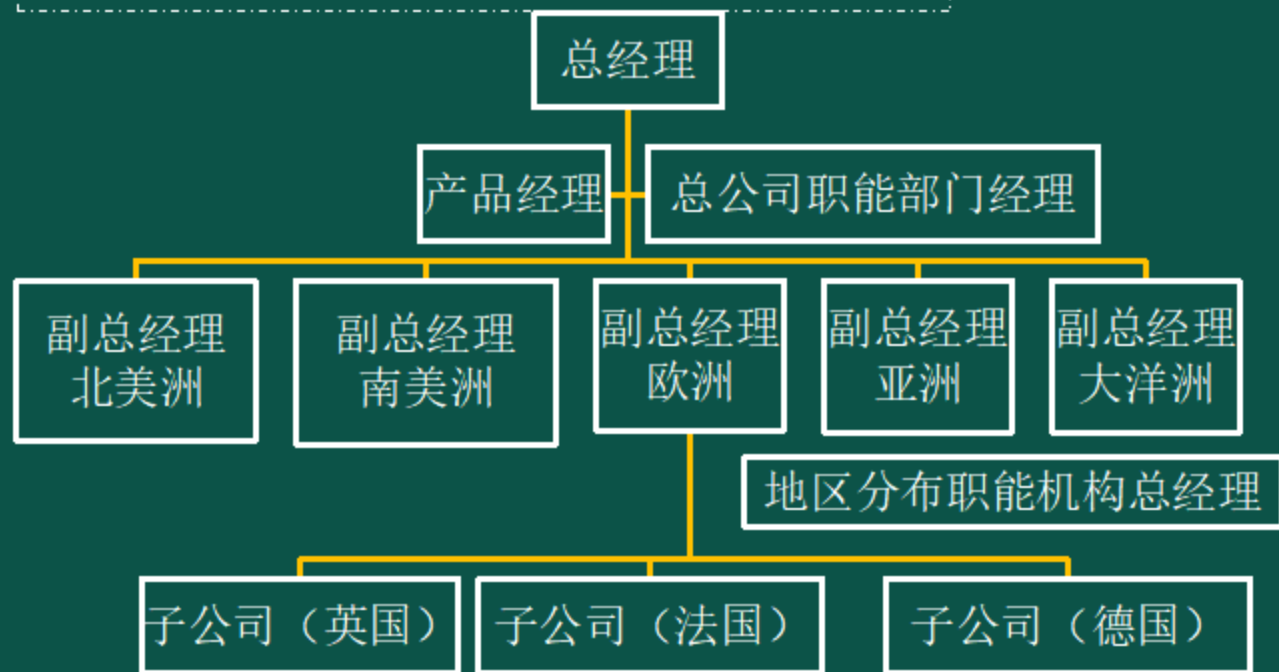 总经理
产品经理
总公司职能部门经理
副总经理
北美洲
副总经理
南美洲
副总经理
欧洲
副总经理
亚洲
副总经理
大洋洲
地区分布职能机构总经理
子公司（英国）
子公司（法国）
子公司（德国）